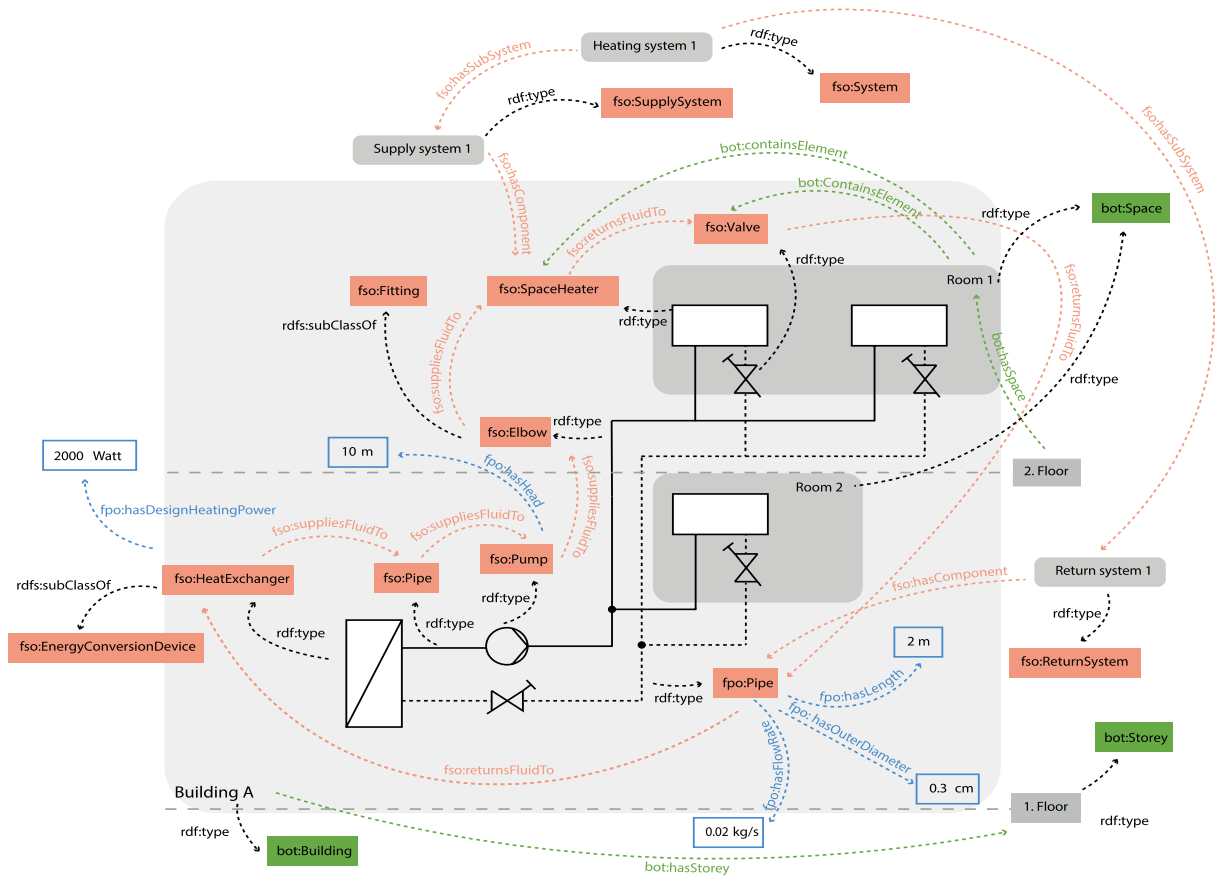 Heating system 1
rdf:type
fso:System
fso:hasSubSystem
fso:hasSubSystem
rdf:type
fso:SupplySystem
Supply system 1
fso:hasComponent
bot:containsElement
bot:ContainsElement
fso:returnsFluidTo
fso:Valve
rdf:type
bot:Space
rdf:type
fso:returnsFluidTo
fso:Fitting
fso:SpaceHeater
Room 1
rdfs:subClassOf
fso:suppliesFluidTo
rdf:type
bot:hasSpace
rdf:type
fso:Elbow
rdf:type
2000 Watt
10 m
fpo:hasHead
fso:suppliesFluidTo
2. Floor
Room 2
fpo:hasDesignHeatingPower
fso:suppliesFluidTo
fso:suppliesFluidTo
fso:HeatExchanger
fso:Pipe
fso:Pump
fso:hasComponent
Return system 1
rdfs:subClassOf
rdf:type
rdf:type
rdf:type
rdf:type
fso:EnergyConversionDevice
2 m
fso:ReturnSystem
rdf:type
fpo:Pipe
fpo:hasLength
fpo: hasOuterDiameter
fpo:hasFlowRate
fso:returnsFluidTo
bot:Storey
0.3 cm
Building A
1. Floor
rdf:type
rdf:type
0.02 kg/s
bot:Building
bot:hasStorey